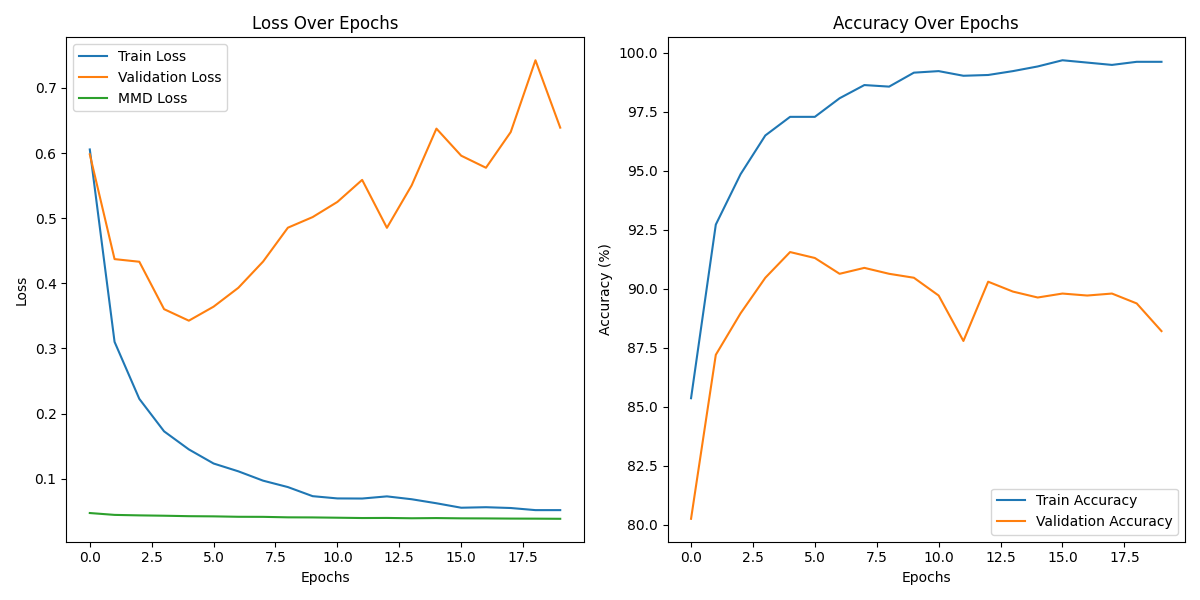 Loss Over Epochs
Train Loss
Validation Loss
MMD Loss
0.7
0.6
0.5
0.4
0.3
0.2
0.1
Loss
0.0 2.5 5.0 7.5 10.0 12.5 15.0 17.5
Epochs
Accuracy Over Epochs
100.0
97.5
95.0
92.5
90.0
87.5
85.0
82.5
80.0
Accuracy (%)
Train Accuracy
Validation Accuracy
0.0 2.5 5.0 7.5 10.0 12.5 15.0 17.5
Epochs